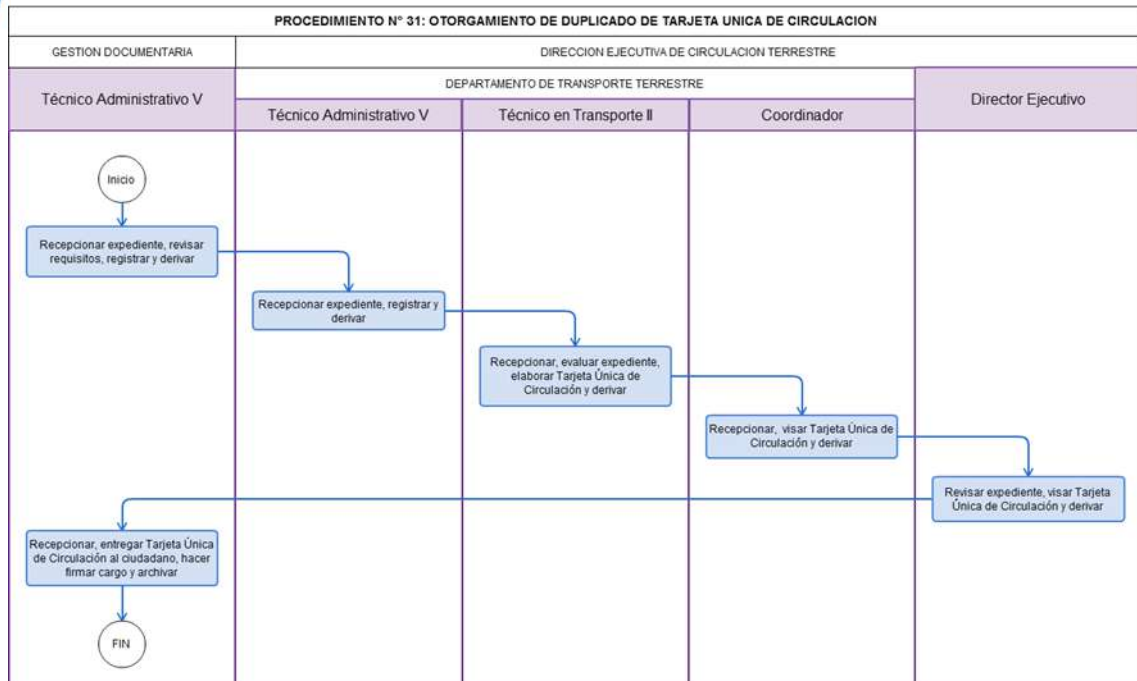 PROCEDIMIENTO N° 31: OTORGAMIENTO DE DUPLICADO DE TARJETA UNICA DE CIRCULACION
GESTION DOCUMENTARIA
DIRECCION EJECUTIVA DE CIRCULACION TERRESTRE
Técnico Administrativo V
DEPARTAMENTO DE TRANSPORTE TERRESTRE
Director Ejecutivo
Técnico Administrativo V
Técnico en Transporte II
Coordinador
Inicio
Recepcionar expediente, revisar
requisitos, registrar y derivar
Recepcionar expediente, registrar y
derivar
Recepcionar, evaluar expediente,
elaborar Tarjeta Única de
Circulación y derivar
Recepcionar, visar Tarjeta Única de
Circulación y derivar
Revisar expediente, visar Tarjeta
Única de Circulación y derivar
Recepcionar, entregar Tarjeta Única
de Circulación al ciudadano, hacer
firmar cargo y archivar
FIN